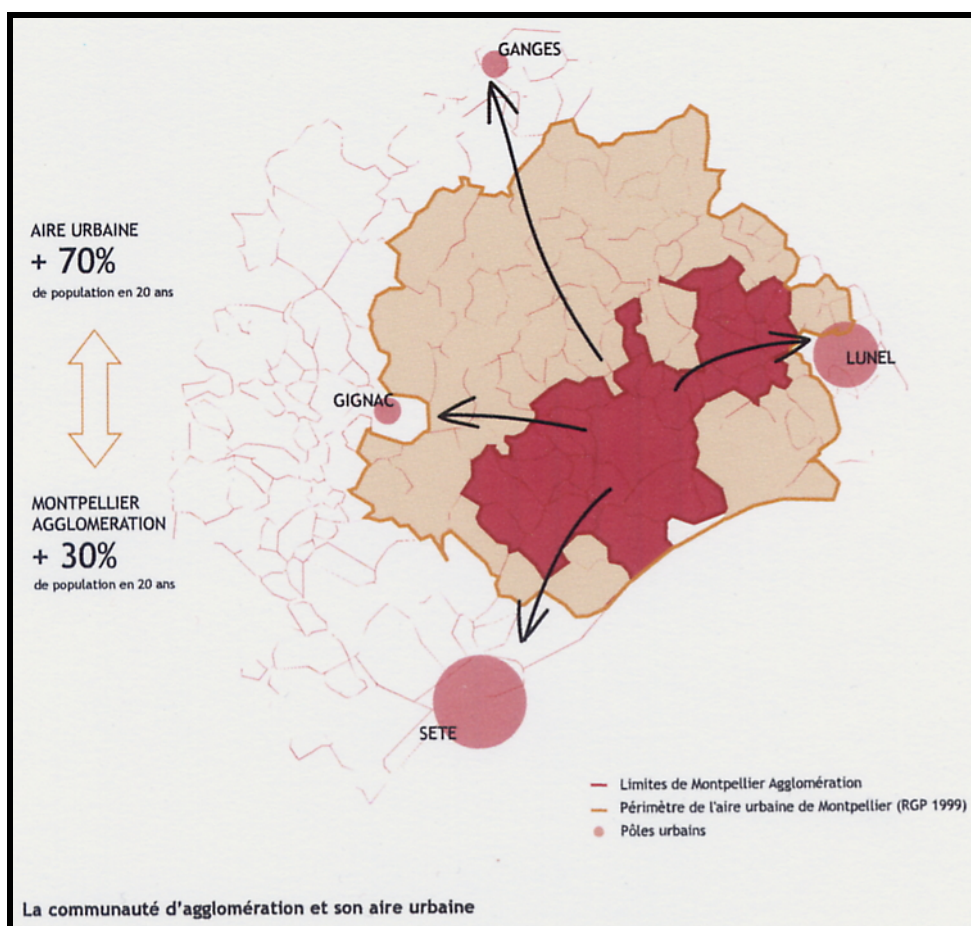 GANGES
AIRE URBAINE
+ 70%
de population en 20 ans
LUNEL
GIGNAC
MONTPELLIER
AGGLOMERATION
+ 30%
de population en 20 ans
SETE
Limites de Montpellier Agglomération
Périmètre de l'aire urbaine de Montpellier (RGP 1999)
Pôles urbains
La communauté d'agglomération et son aire urbaine